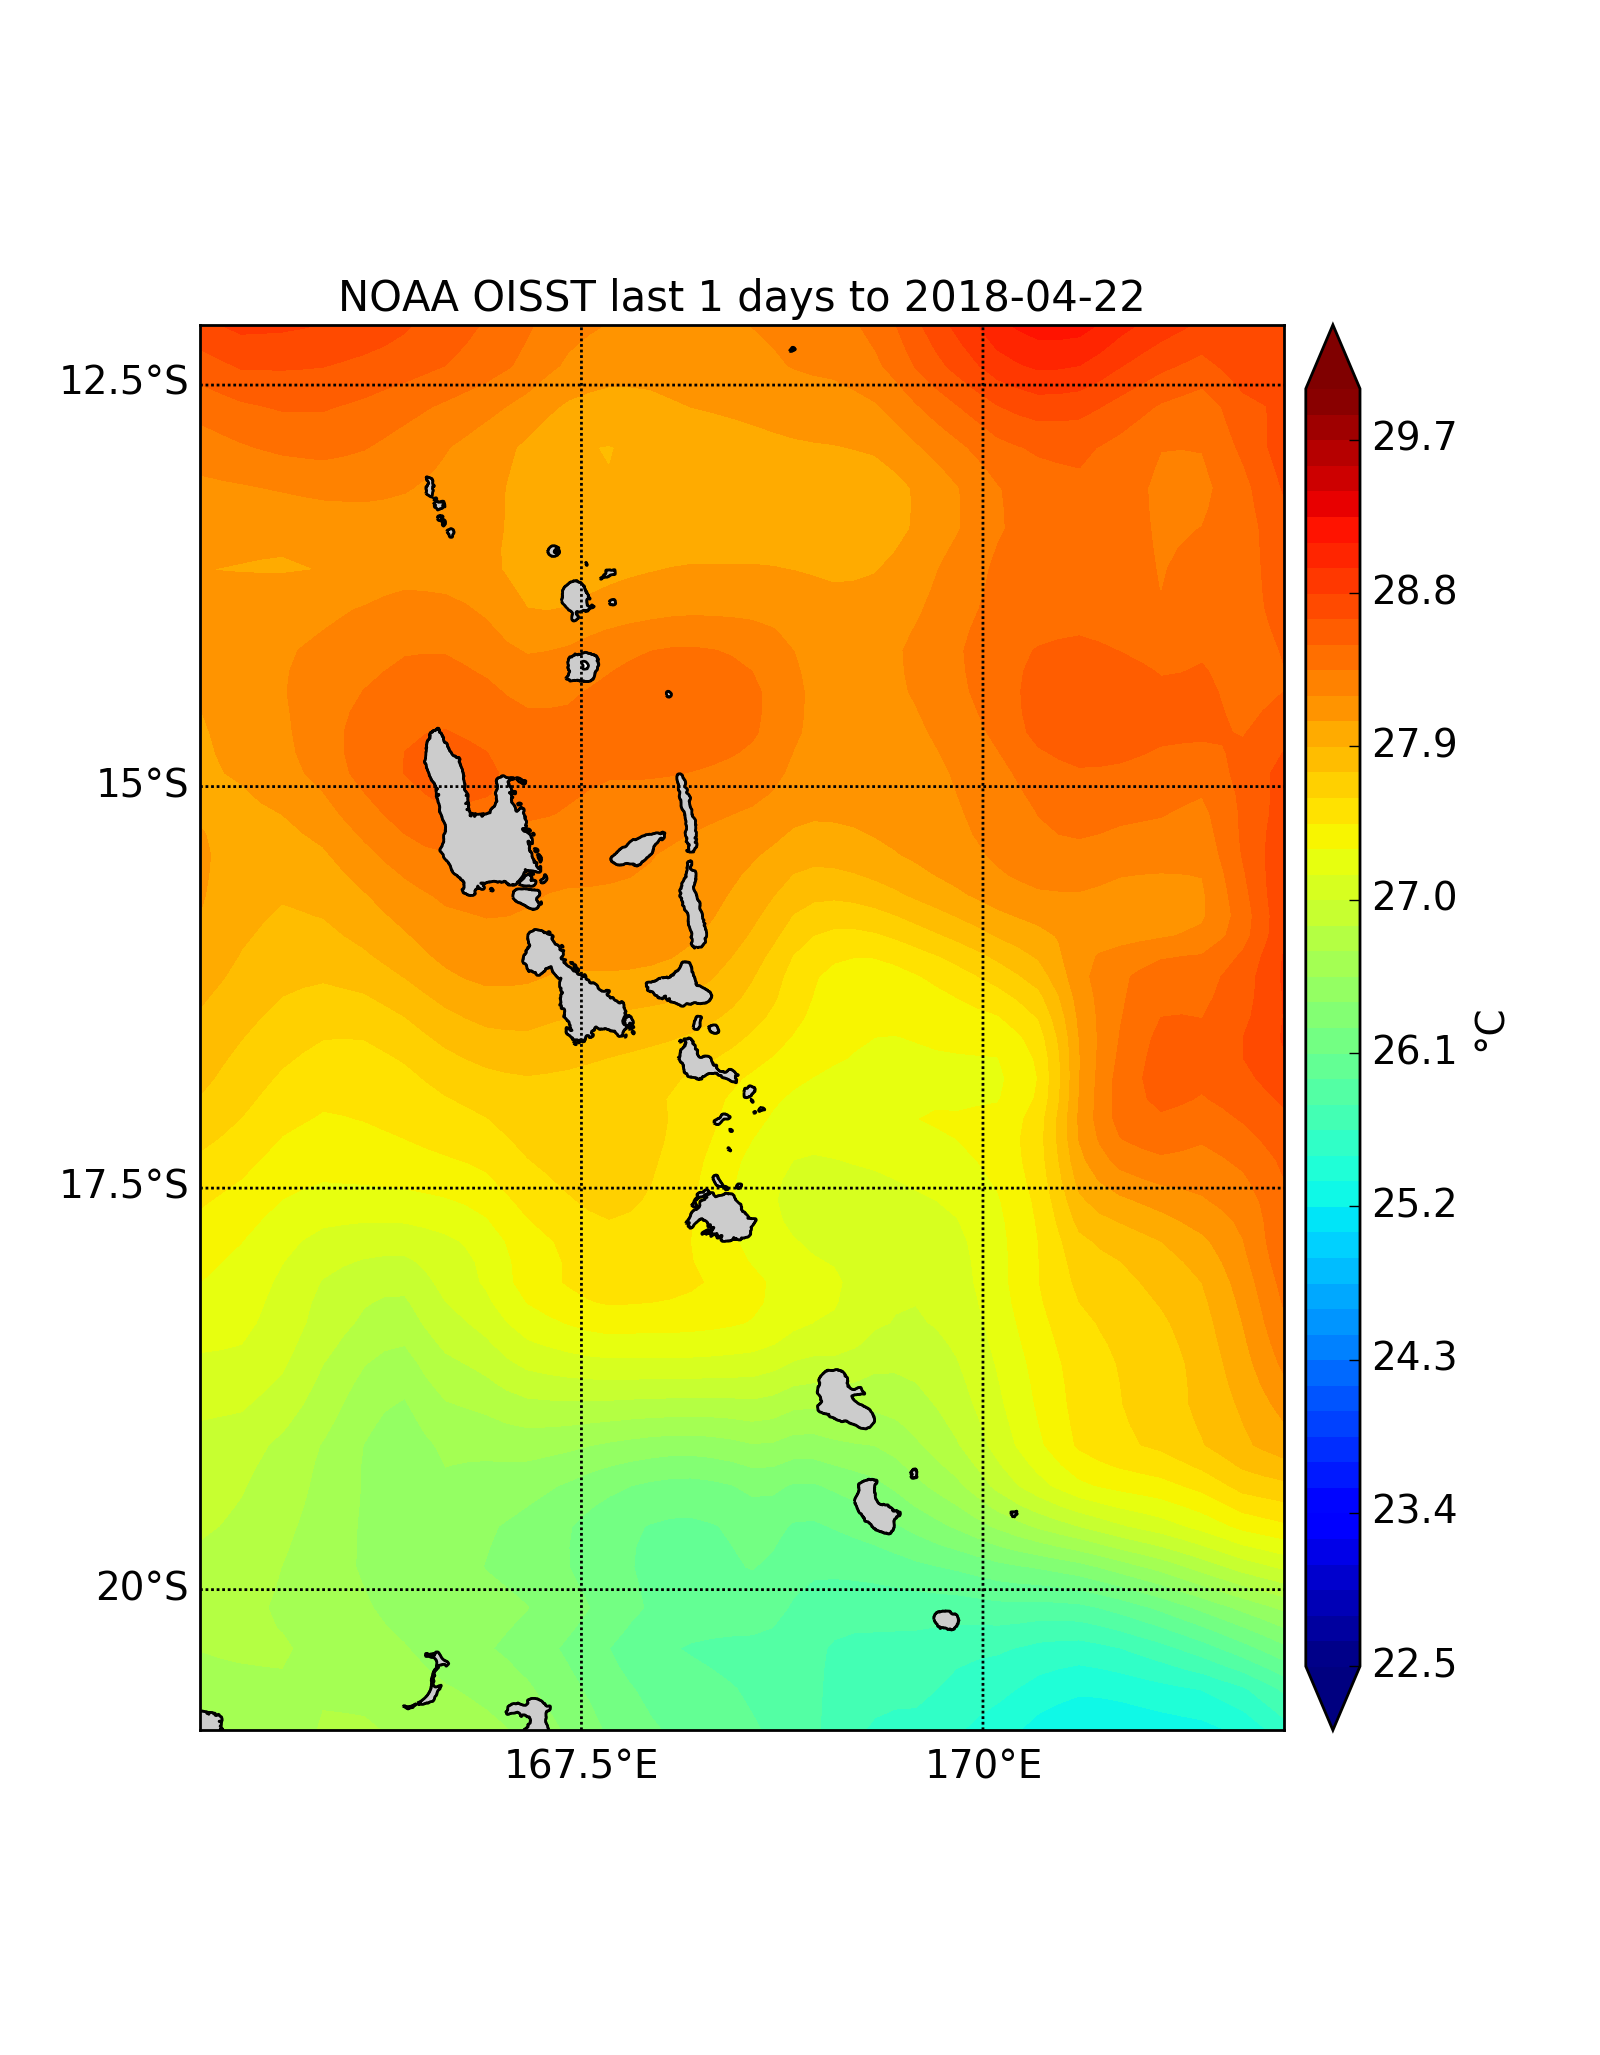 NOAA OISST last 1 days to 2018-04-22
12.5°S
15°S
17.5°S
20°S
167.5°E
170°E
29.7
28.8
27.9
27.0
26.1
25.2
24.3
23.4
22.5
°C